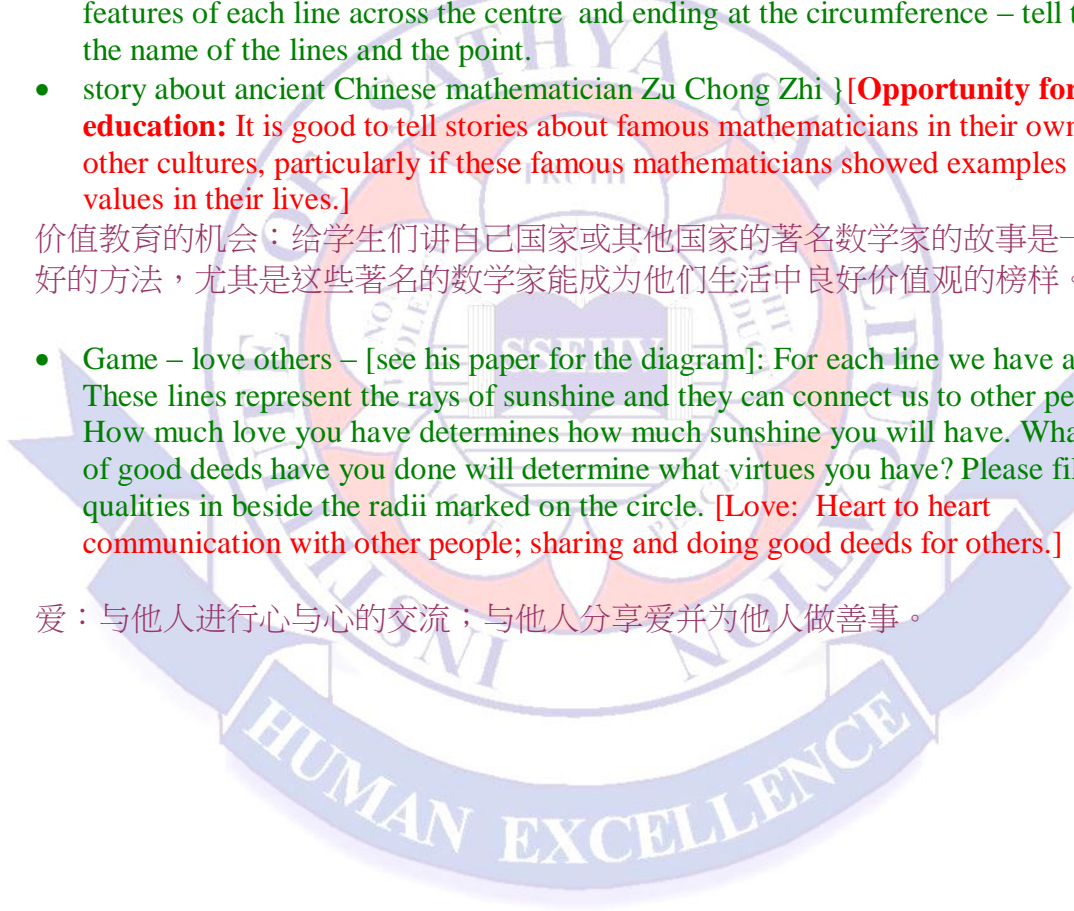 features of each line across the centre and ending at the circumference – tell t
the name of the lines and the point.
• story about ancient Chinese mathematician Zu Chong Zhi }[Opportunity for
education: It is good to tell stories about famous mathematicians in their own
other cultures, particularly if these famous mathematicians showed examples
values in their lives.]
价值教育的机会：给学生们讲自己国家或其他国家的著名数学家的故事是一
好的方法，尤其是这些著名的数学家能成为他们生活中良好价值观的榜样。
• Game – love others – [see his paper for the diagram]: For each line we have a
These lines represent the rays of sunshine and they can connect us to other pe
How much love you have determines how much sunshine you will have. Wha
of good deeds have you done will determine what virtues you have? Please fil
qualities in beside the radii marked on the circle. [Love: Heart to heart
communication with other people; sharing and doing good deeds for others.]
爱：与他人进行心与心的交流；与他人分享爱并为他人做善事。
INSTITUTE OF SATHYA SAI EDUCATION
TRUTH
SSEHV
LOVE
PEACE
HUMAN EXCELLENCE